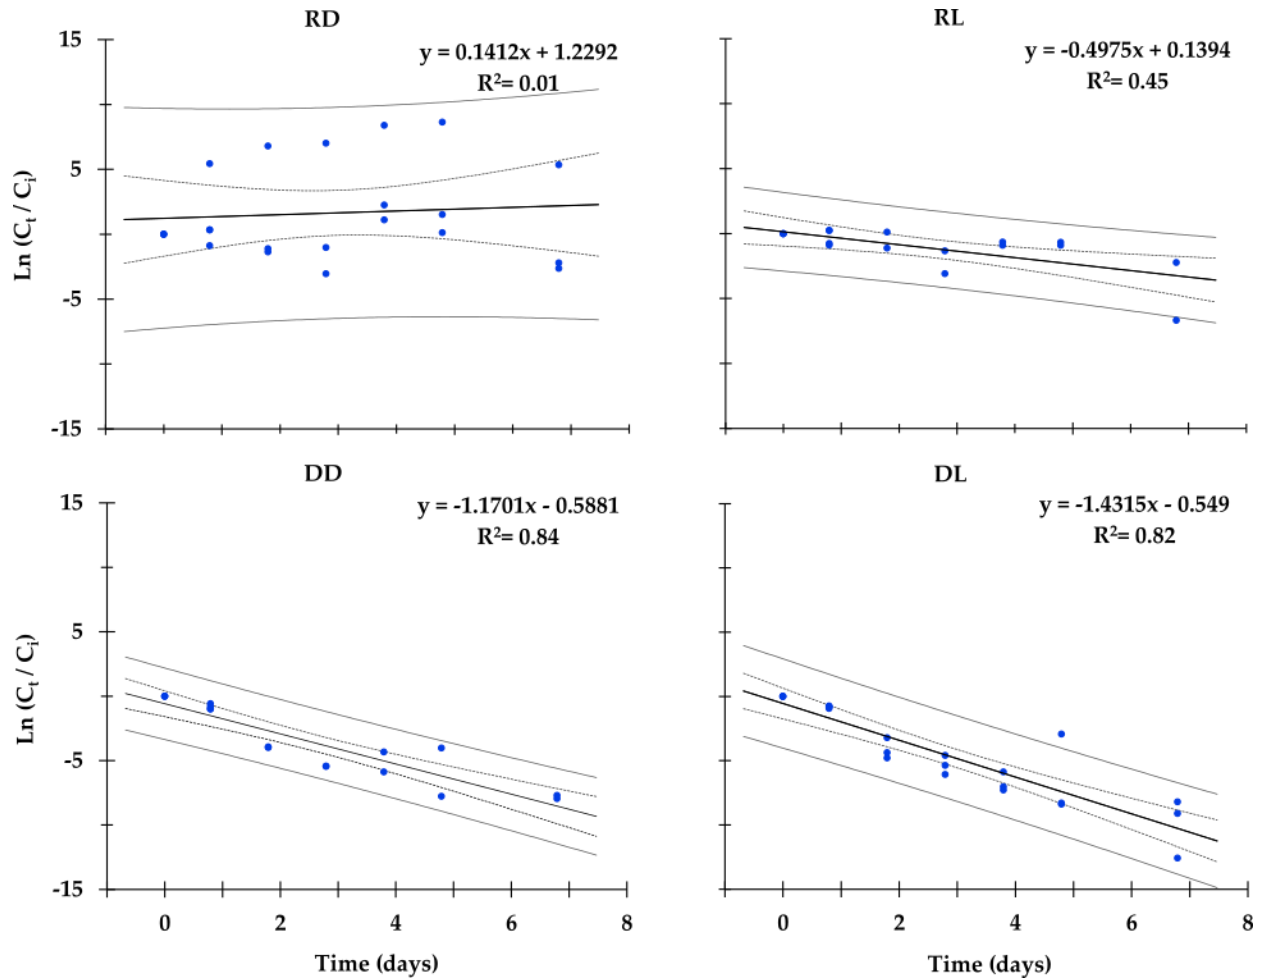 RD
y = 0.1412x + 1.2292
R²= 0.01
15
5
-5
-15
Ln (Cₜ / Cᵢ)
RL
y = -0.4975x + 0.1394
R²= 0.45
DD
y = -1.1701x - 0.5881
R²= 0.84
15
5
-5
-15
Ln (Cₜ / Cᵢ)
0 2 4 6 8
Time (days)
DL
y = -1.4315x - 0.549
R²= 0.82
0 2 4 6 8
Time (days)